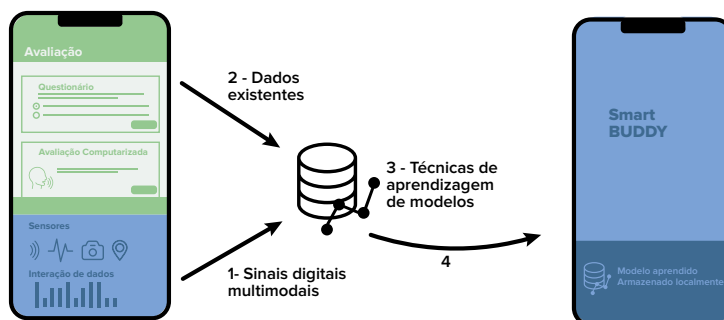 Avaliação
Questionário
Avaliação Computarizada
Sensores
Interação de dados
2 - Dados
existentes
1- Sinais digitais
multimodais
3 - Técnicas de
aprendizagem
de modelos
4
Smart
BUDDY
Modelo aprendido
Armazenado localmente